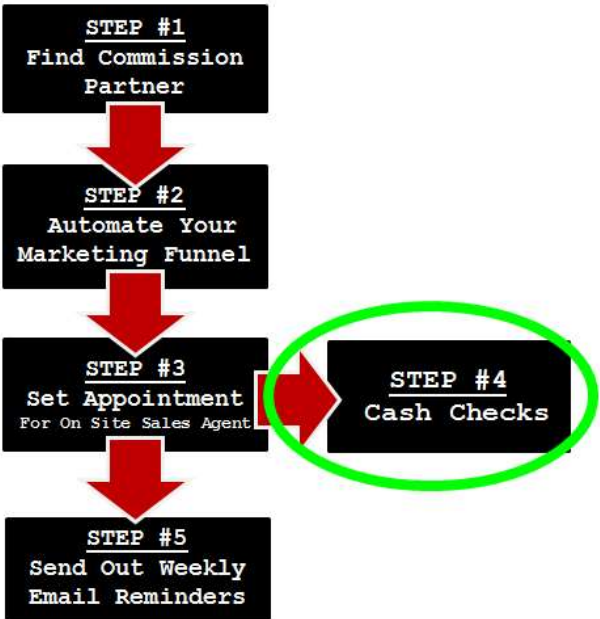 STEP #1
Find Commission
Partner
STEP #2
Automate Your
Marketing Funnel
STEP #3
Set Appointment
For On Site Sales Agent
STEP #4
Cash Checks
STEP #5
Send Out Weekly
Email Reminders